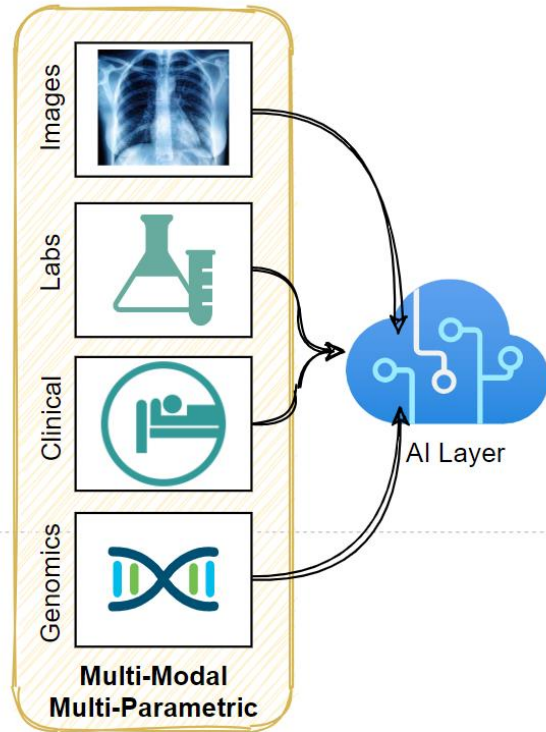 Images
Labs
Clinical
Genomics
Multi-Modal
Multi-Parametric
AI Layer